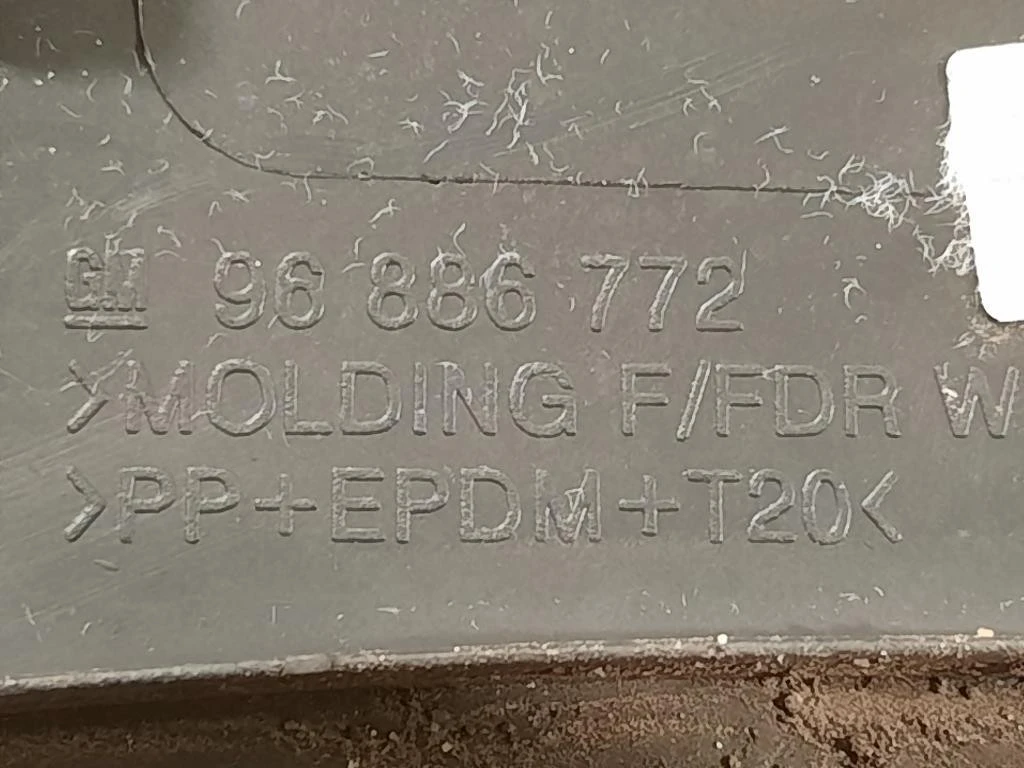 GM 96 886 772
>MOLDING F/FDR W
>PP+EPDM+T20<